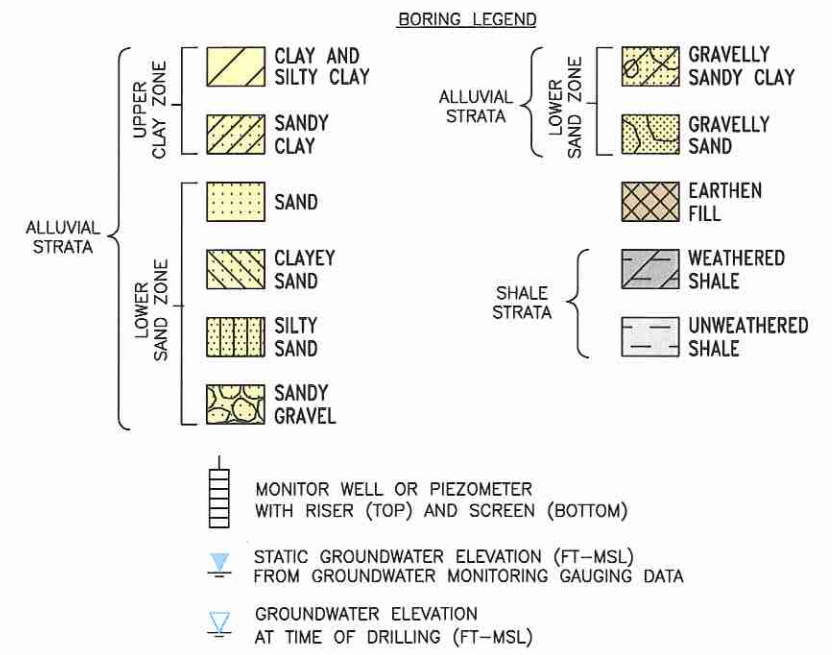 BORING LEGEND
ALLUVIAL
STRATA
UPPER
CLAY ZONE
CLAY AND
SILTY CLAY
SANDY
CLAY
LOWER
SAND ZONE
SAND
CLAYEY
SAND
SILTY
SAND
SANDY
GRAVEL
ALLUVIAL
STRATA
LOWER
SAND ZONE
GRAVELLY
SANDY CLAY
GRAVELLY
SAND
EARTHEN
FILL
SHALE
STRATA
WEATHERED
SHALE
UNWEATHERED
SHALE
MONITOR WELL OR PIEZOMETER
WITH RISER (TOP) AND SCREEN (BOTTOM)
STATIC GROUNDWATER ELEVATION (FT-MSL)
FROM GROUNDWATER MONITORING GAUGING DATA
GROUNDWATER ELEVATION
AT TIME OF DRILLING (FT-MSL)